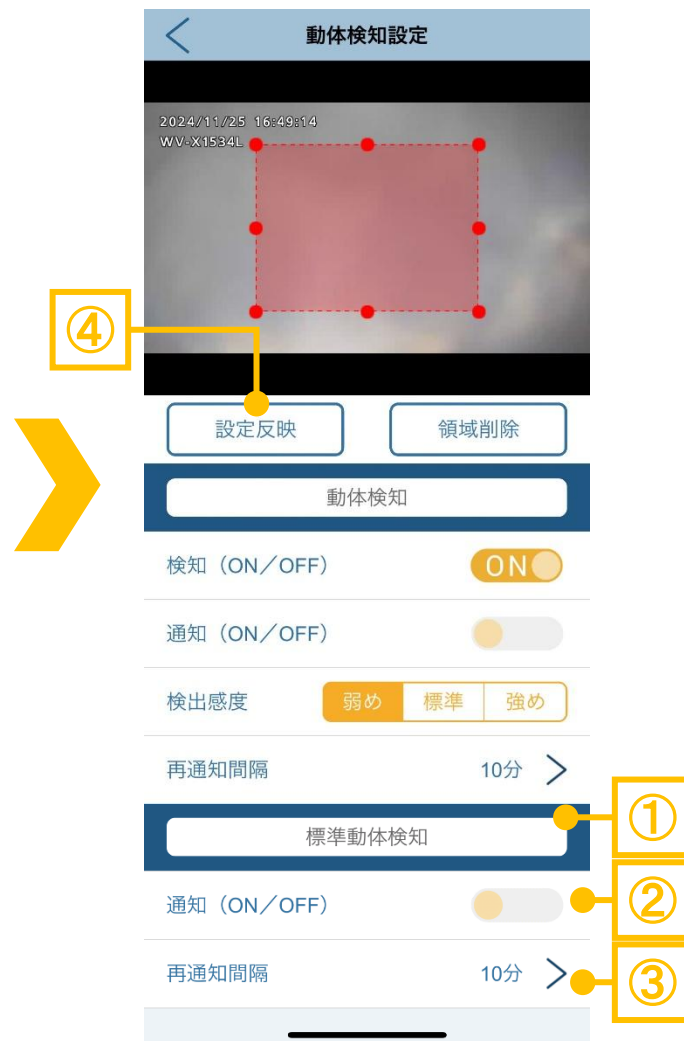 動体検知設定
2024/11/25 16:49:14
WV-X1534L
④
設定反映 領域削除
動体検知
検知（ON／OFF） ON
通知（ON／OFF）
検出感度 弱め 標準 強め
再通知間隔 10分
①
標準動体検知
②
通知（ON／OFF）
再通知間隔 10分
③